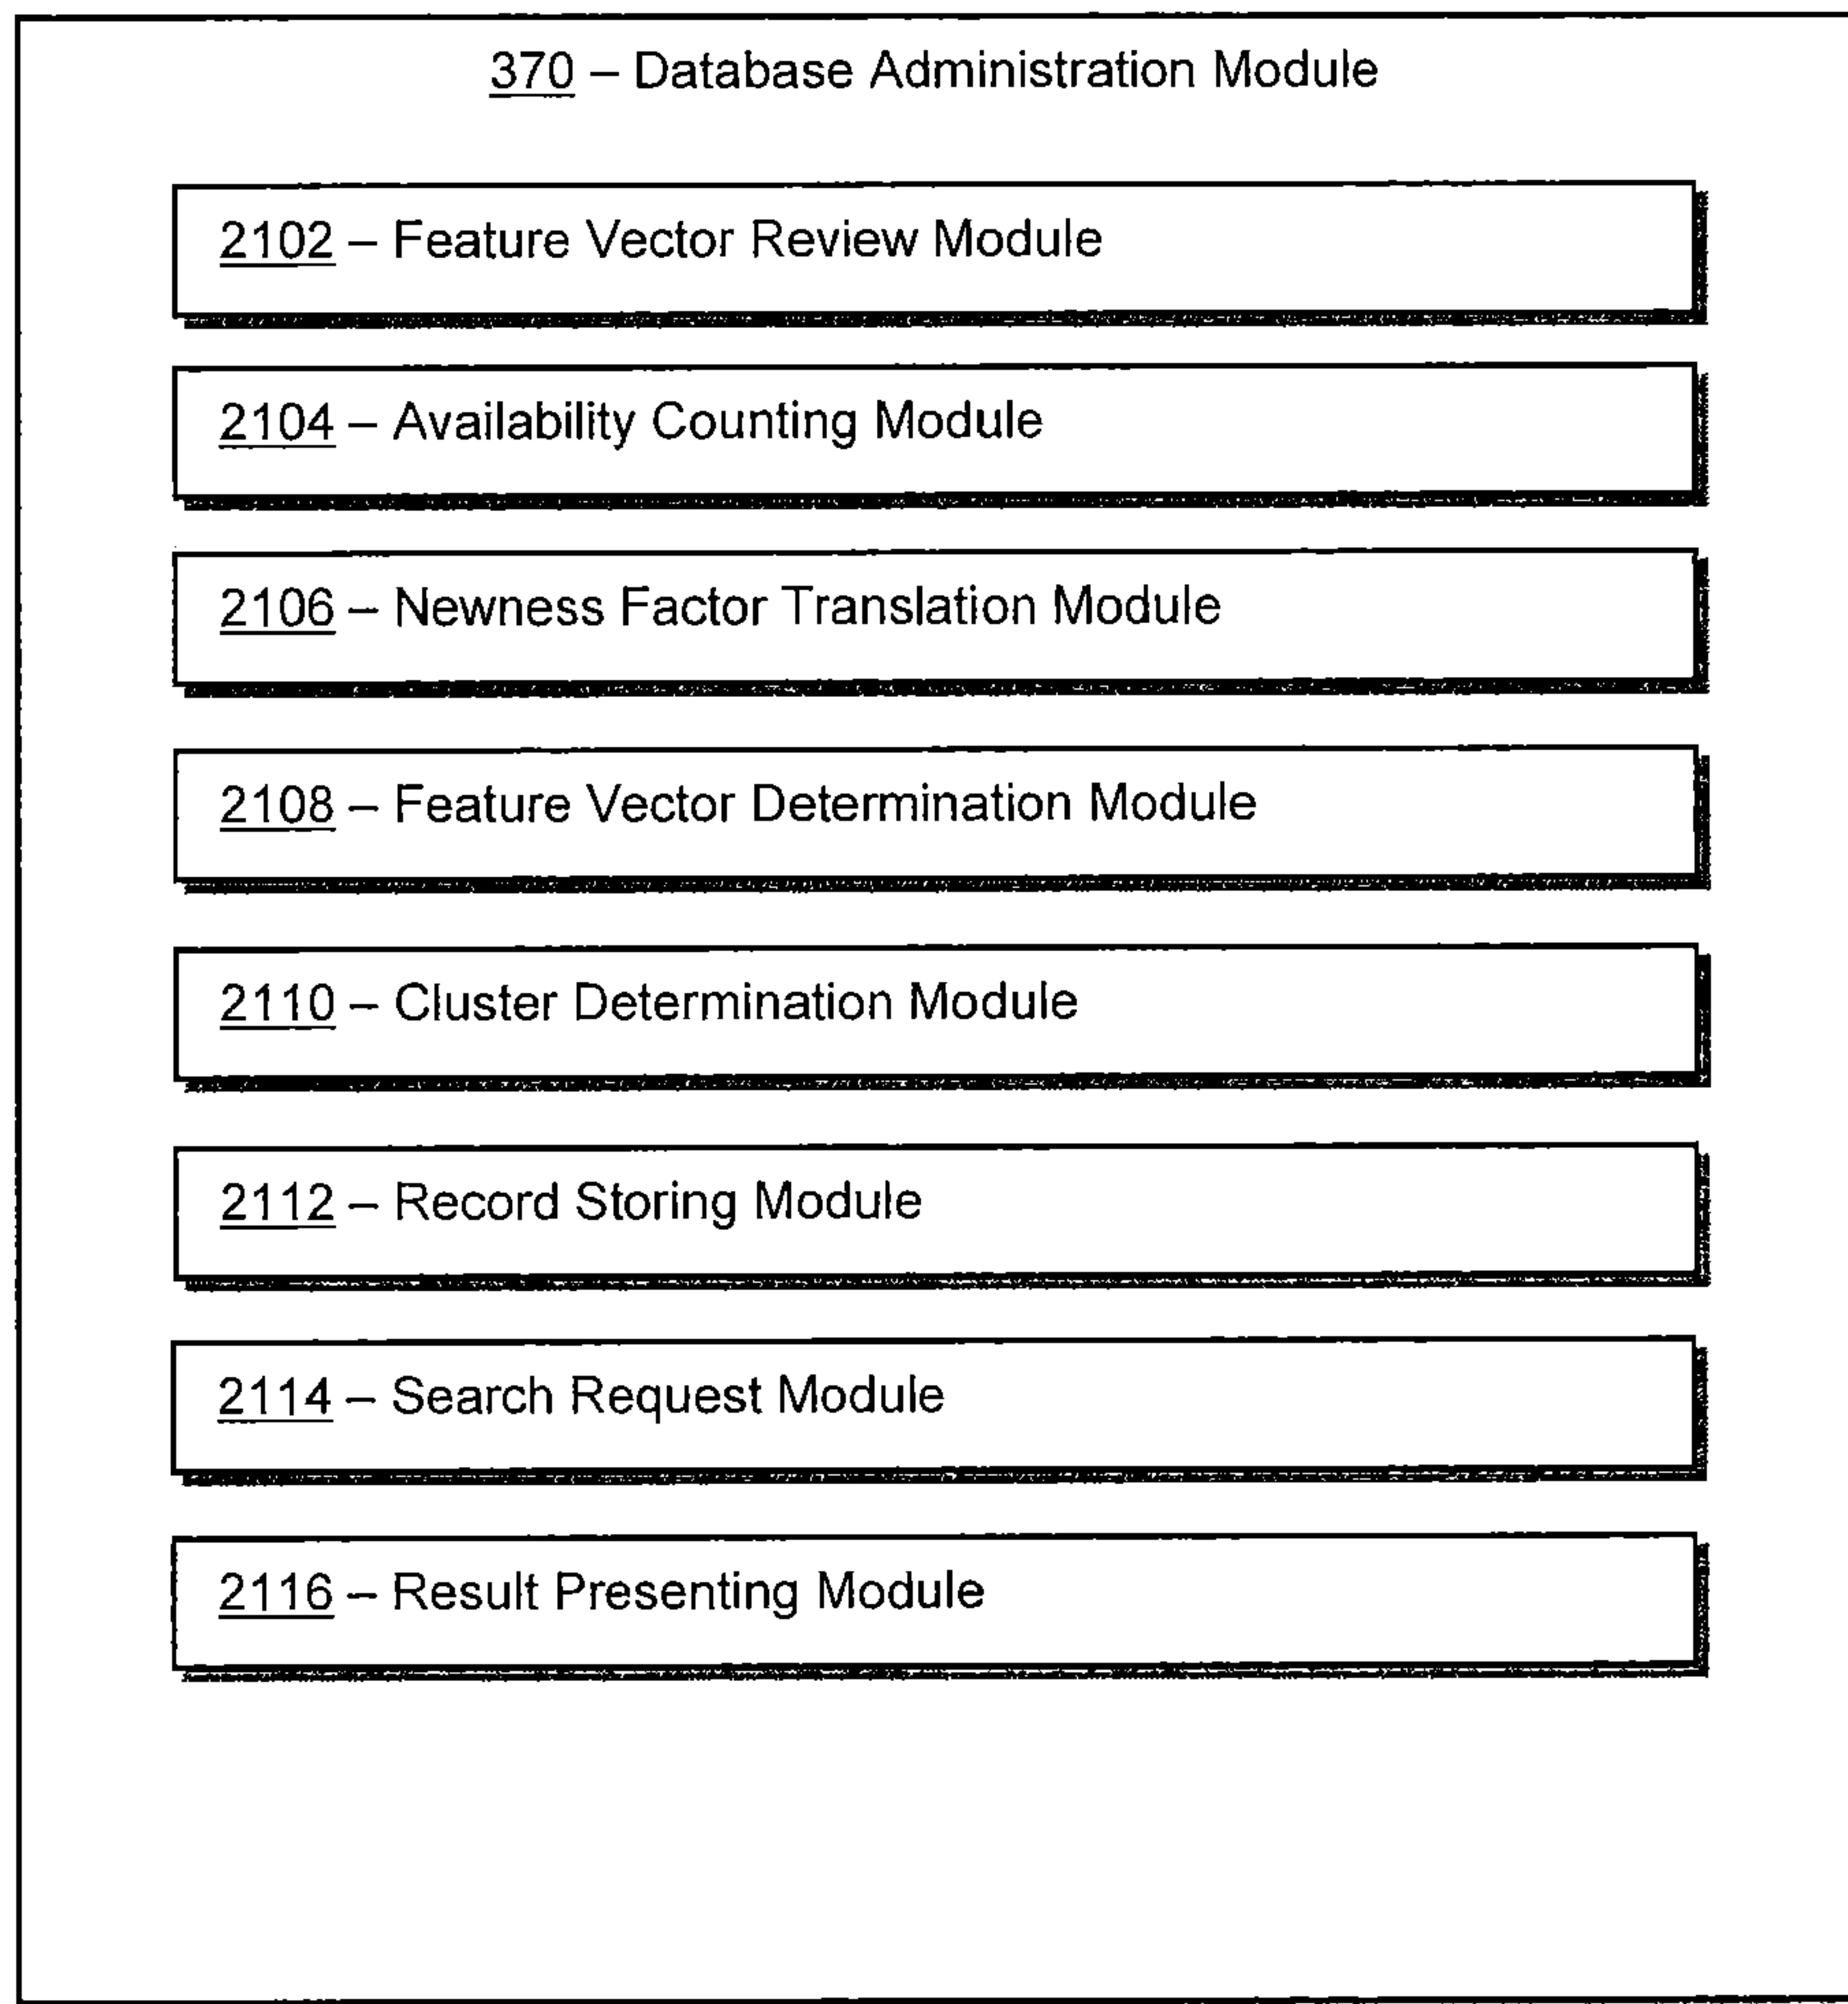 370 – Database Administration Module
2102 – Feature Vector Review Module
2104 – Availability Counting Module
2106 – Newness Factor Translation Module
2108 – Feature Vector Determination Module
2110 – Cluster Determination Module
2112 – Record Storing Module
2114 – Search Request Module
2116 – Result Presenting Module